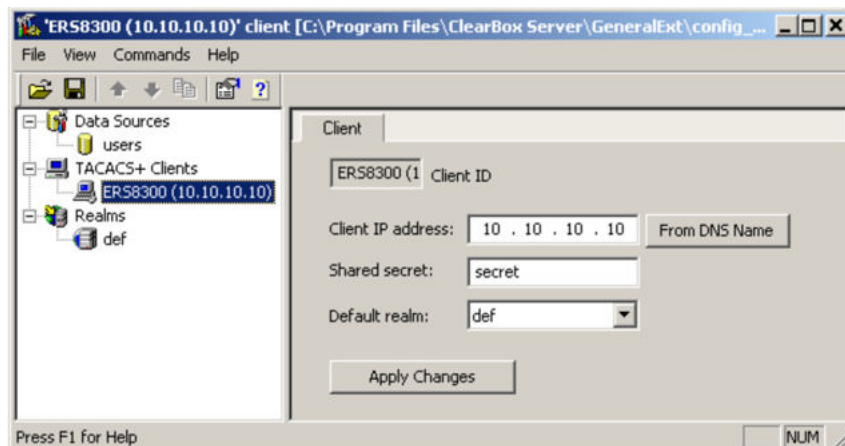 'ERS8300 (10.10.10.10)' client [C:\Program Files\ClearBox Server\GeneralExt\config_...
File View Commands Help
Data Sources
users
TACACS+ Clients
ERS8300 (10.10.10.10)
Realms
def
Client
ERS8300 (1 Client ID
Client IP address: 10 . 10 . 10 . 10 From DNS Name
Shared secret: secret
Default realm: def
Apply Changes
Press F1 for Help NUM